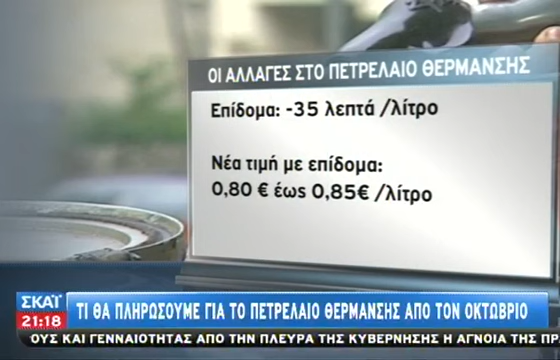 ΟΙ ΑΛΛΑΓΕΣ ΣΤΟ ΠΕΤΡΕΛΑΙΟ ΘΕΡΜΑΝΣΗΣ
Επίδομα: -35 λεπτά /λίτρο
Νέα τιμή με επίδομα:
0,80 € έως 0,85€ /λίτρο
ΣΚΑΪ
21:18
ΤΙ ΘΑ ΠΛΗΡΩΣΟΥΜΕ ΓΙΑ ΤΟ ΠΕΤΡΕΛΑΙΟ ΘΕΡΜΑΝΣΗΣ ΑΠΟ ΤΟΝ ΟΚΤΩΒΡΙΟ
ΟΥΣ ΚΑΙ ΓΕΝΝΑΙΟΤΗΤΑΣ ΑΠΟ ΤΗΝ ΠΛΕΥΡΑ ΤΗΣ ΚΥΒΕΡΝΗΣΗΣ Η ΑΓΝΟΙΑ ΤΗΣ Π